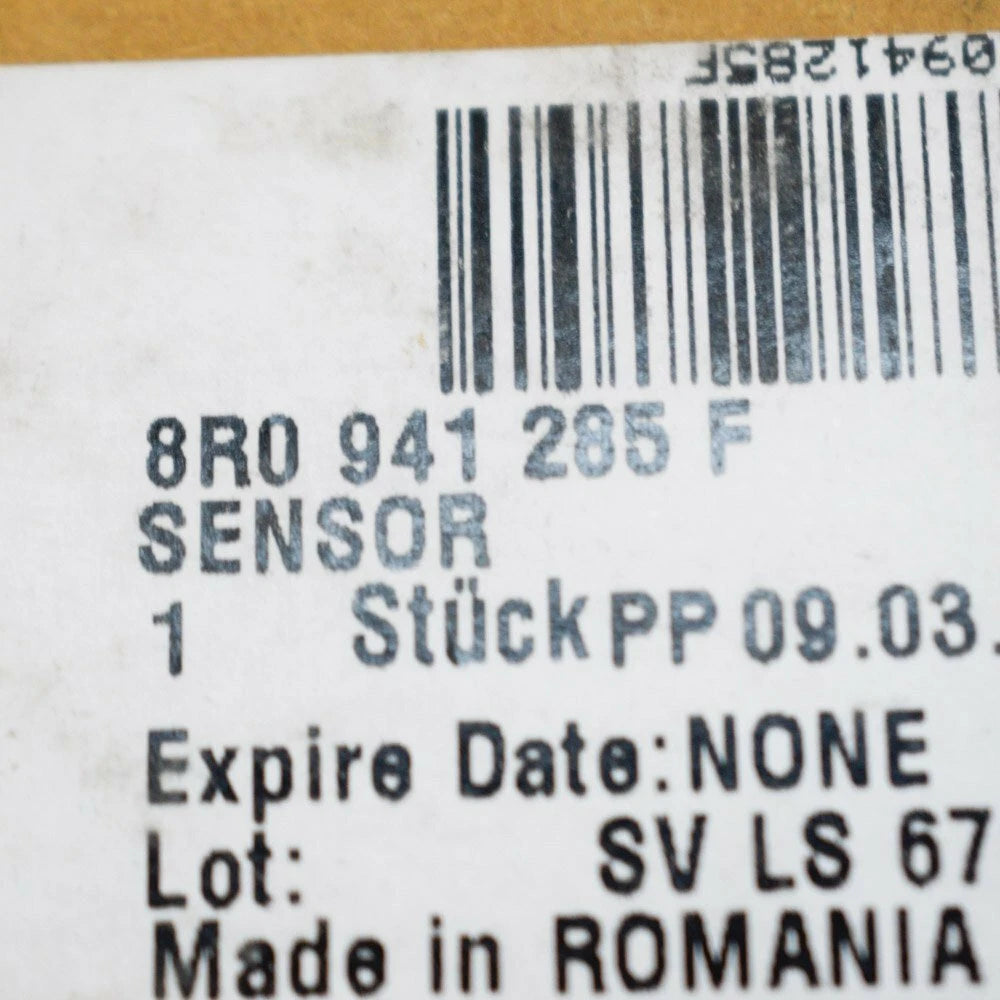 0941285F
8R0 941 285 F
SENSOR
1 Stück PP 09.03.
Expire Date:NONE
Lot: SV LS 67
Made in ROMANIA